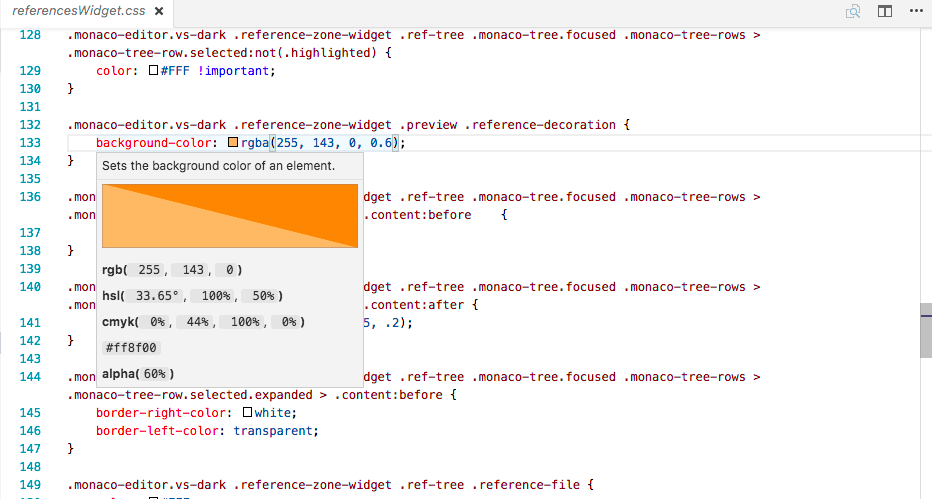 referencesWidget.css ×
128 .monaco-editor.vs-dark .reference-zone-widget .ref-tree .monaco-tree.focused .monaco-tree-rows >
.monaco-tree-row.selected:not(.highlighted) {
129 color: #FFF !important;
130 }
131
132 .monaco-editor.vs-dark .reference-zone-widget .preview .reference-decoration {
133 background-color: rgba(255, 143, 0, 0.6);
134 }
Sets the background color of an element.
135
136 .mon dget .ref-tree .monaco-tree.focused .monaco-tree-rows >
.mon .content:before {
137
138 }
rgb( 255, 143, 0)
139
140 .mon dget .ref-tree .monaco-tree.focused .monaco-tree-rows >
hsl( 33.65°, 100%, 50%)
.mon .content:after {
141 5, .2);
cmyk( 0%, 44%, 100%, 0%)
142 }
#ff8f00
143
144 .mon dget .ref-tree .monaco-tree.focused .monaco-tree-rows >
alpha(60%)
.monaco-tree-row.selected.expanded > .content:before {
145 border-right-color: white;
146 border-left-color: transparent;
147 }
148
149 .monaco-editor.vs-dark .reference-zone-widget .ref-tree .reference-file {